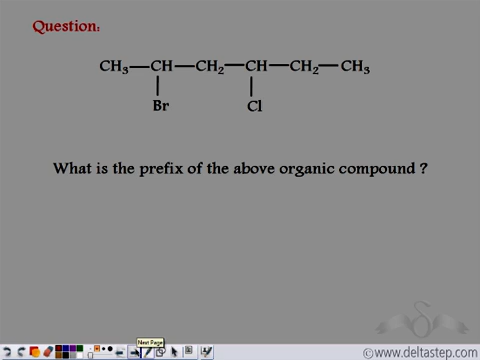 Question:
CH3—CH—CH2—CH—CH2—CH3
Br Cl
What is the prefix of the above organic compound ?
Next Page
© www.deltastep.com